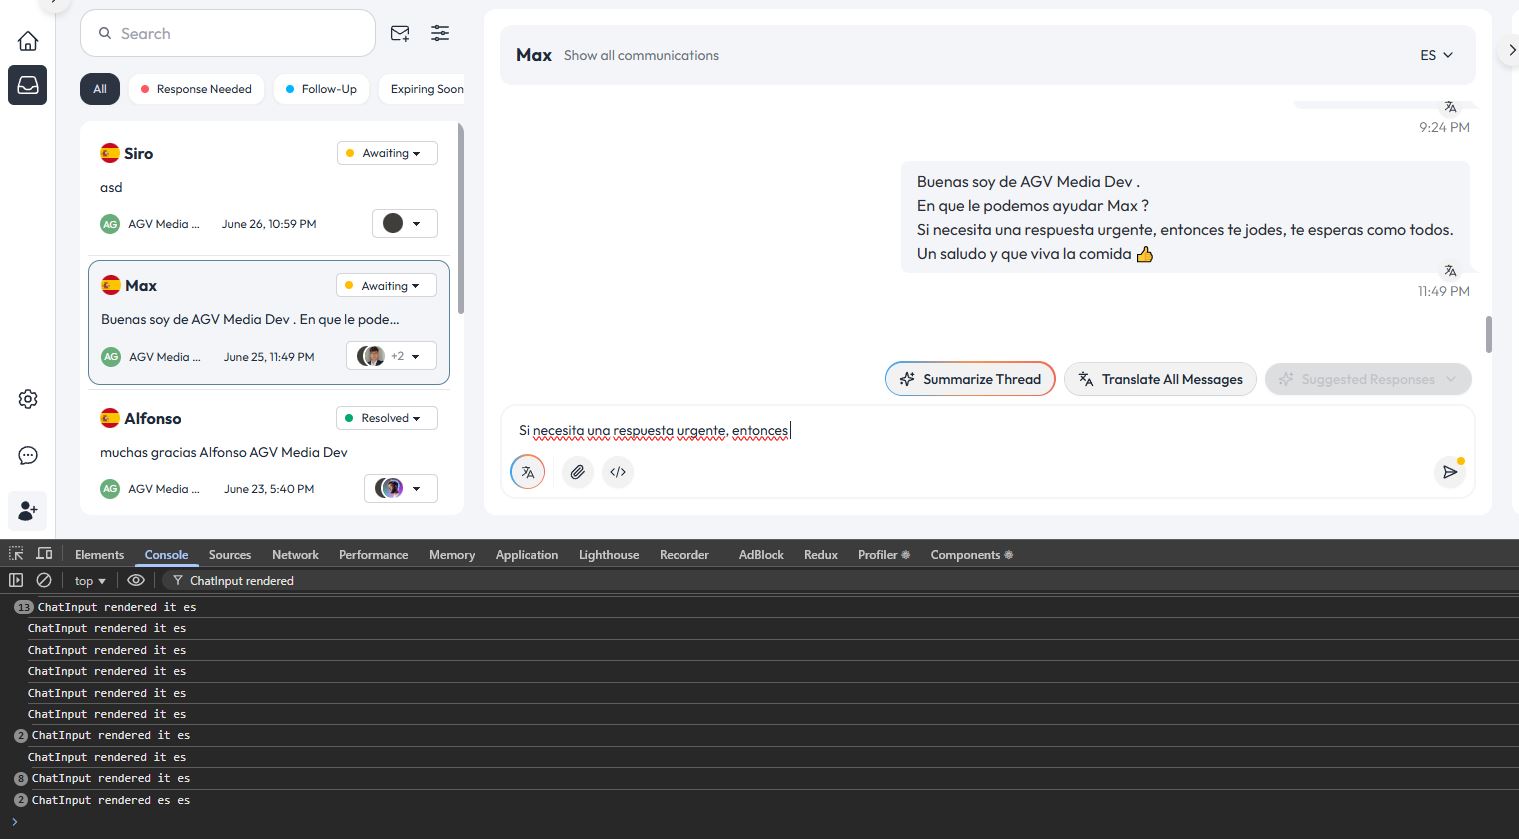 Search
All
Response Needed
Follow-Up
Expiring Soon
Siro
Awaiting
asd
AG
AGV Media ...
June 26, 10:59 PM
Max
Awaiting
Buenas soy de AGV Media Dev . En que le pode...
AG
AGV Media ...
June 25, 11:49 PM
+2
Alfonso
Resolved
muchas gracias Alfonso AGV Media Dev
AG
AGV Media ...
June 23, 5:40 PM
Max
Show all communications
ES
9:24 PM
Buenas soy de AGV Media Dev .
En que le podemos ayudar Max ?
Si necesita una respuesta urgente, entonces te jodes, te esperas como todos.
Un saludo y que viva la comida 👍
11:49 PM
Summarize Thread
Translate All Messages
Suggested Responses
Si necesita una respuesta urgente, entonces
Elements Console Sources Network Performance Memory Application Lighthouse Recorder AdBlock Redux Profiler Components
top
ChatInput rendered
13 ChatInput rendered it es
ChatInput rendered it es
ChatInput rendered it es
ChatInput rendered it es
ChatInput rendered it es
ChatInput rendered it es
2 ChatInput rendered it es
ChatInput rendered it es
8 ChatInput rendered it es
2 ChatInput rendered es es